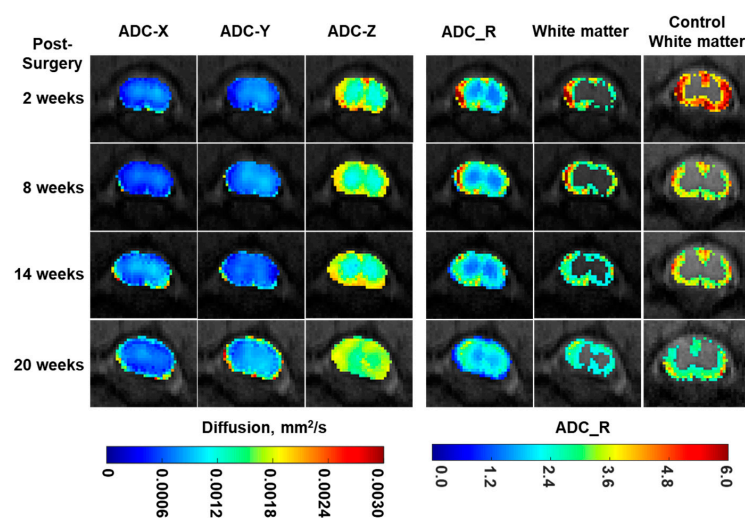 ADC-X ADC-Y ADC-Z ADC_R White matter Control White matter
Post-Surgery
2 weeks
8 weeks
14 weeks
20 weeks
Diffusion, mm²/s ADC_R
0 0.0006 0.0012 0.0018 0.0024 0.0030
0.0 1.2 2.4 3.6 4.8 6.0